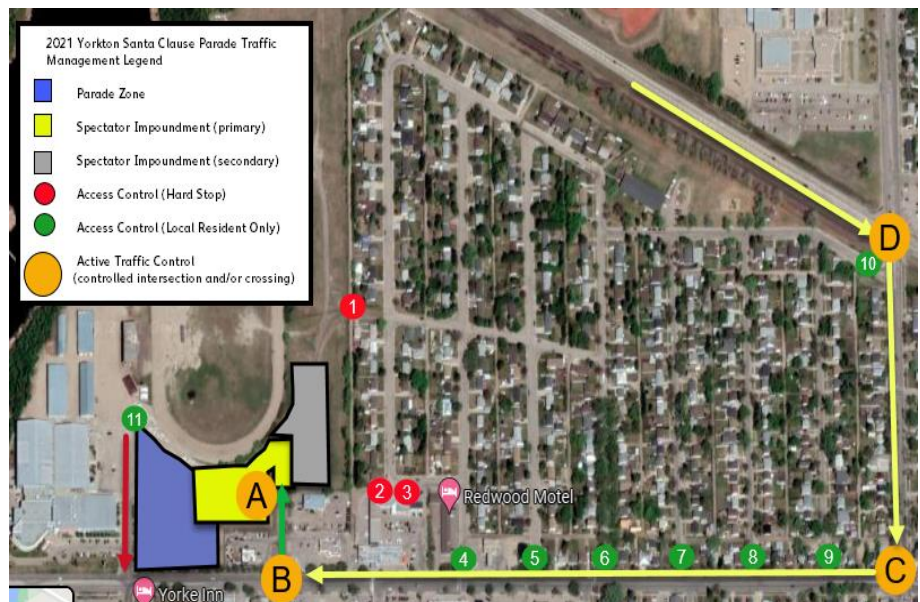 2021 Yorkton Santa Clause Parade Traffic
Management Legend
Parade Zone
Spectator Impoundment (primary)
Spectator Impoundment (secondary)
Access Control (Hard Stop)
Access Control (Local Resident Only)
Active Traffic Control
(controlled intersection and/or crossing)
D
10
1
11
A
2
3
Redwood Motel
4
5
6
7
8
9
B
C
Yorke Inn